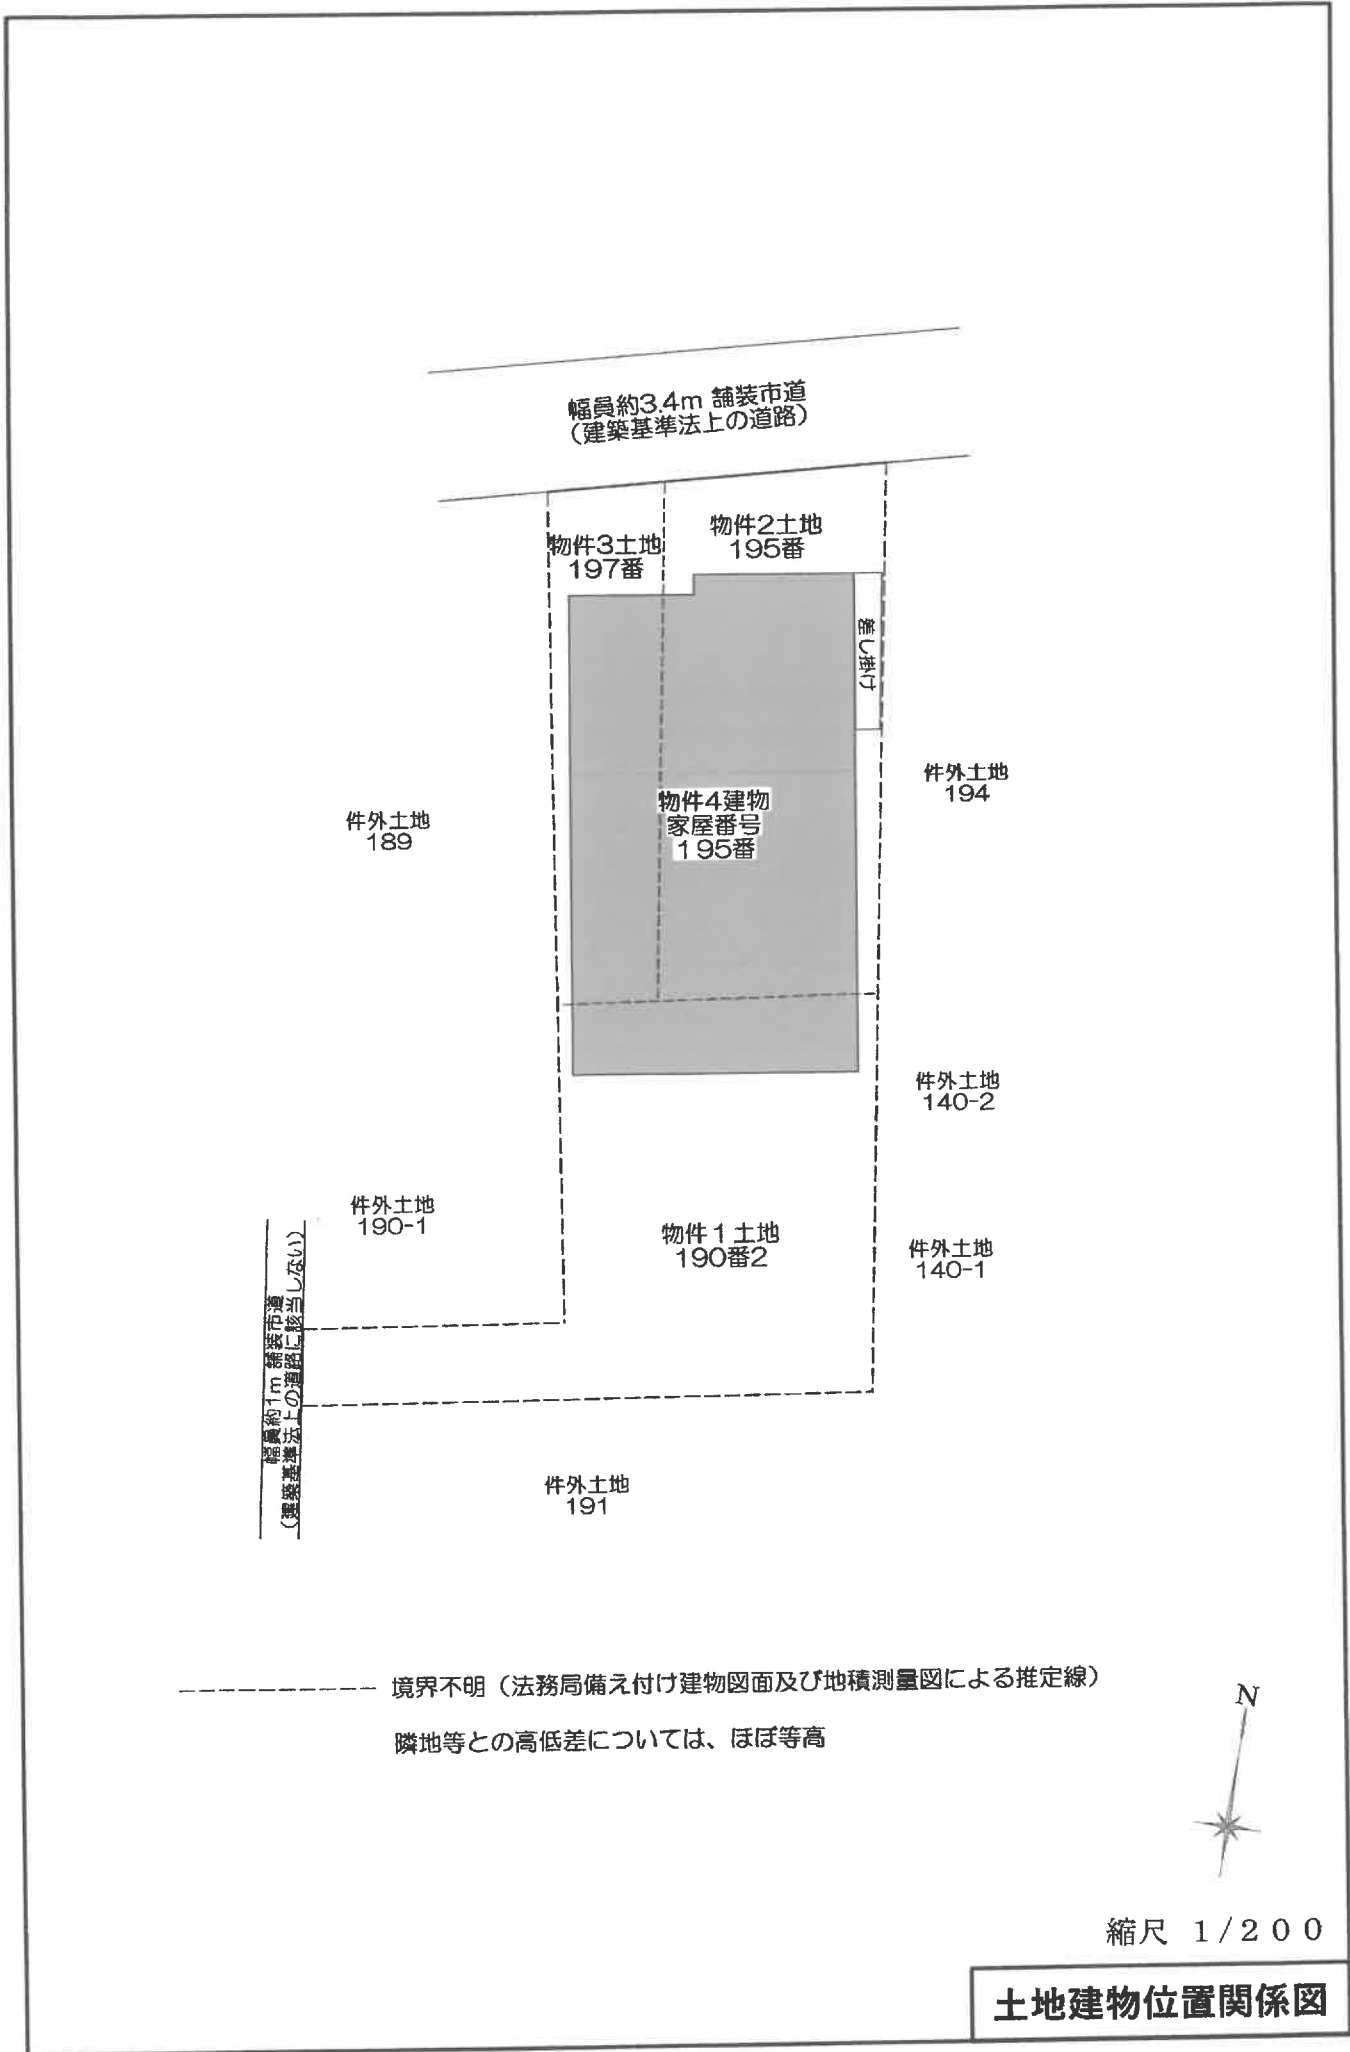 幅員約3.4m 舗装市道
（建築基準法上の道路）
物件3土地
197番
物件2土地
195番
差し掛け
件外土地
194
件外土地
189
物件4建物
家屋番号
195番
件外土地
140-2
件外土地
190-1
物件1土地
190番2
件外土地
140-1
幅員約1m 舗装市道
（建築基準法上の道路に該当しない）
件外土地
191
境界不明（法務局備え付け建物図面及び地積測量図による推定線）
隣地等との高低差については、ほぼ等高
N
縮尺 1/200
土地建物位置関係図